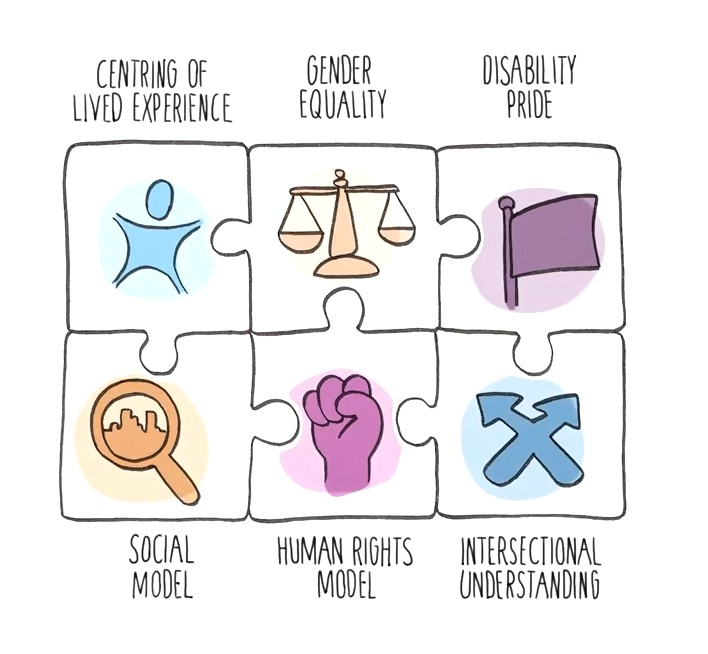 CENTRING OF
LIVED EXPERIENCE
GENDER
EQUALITY
DISABILITY
PRIDE
SOCIAL
MODEL
HUMAN RIGHTS
MODEL
INTERSECTIONAL
UNDERSTANDING